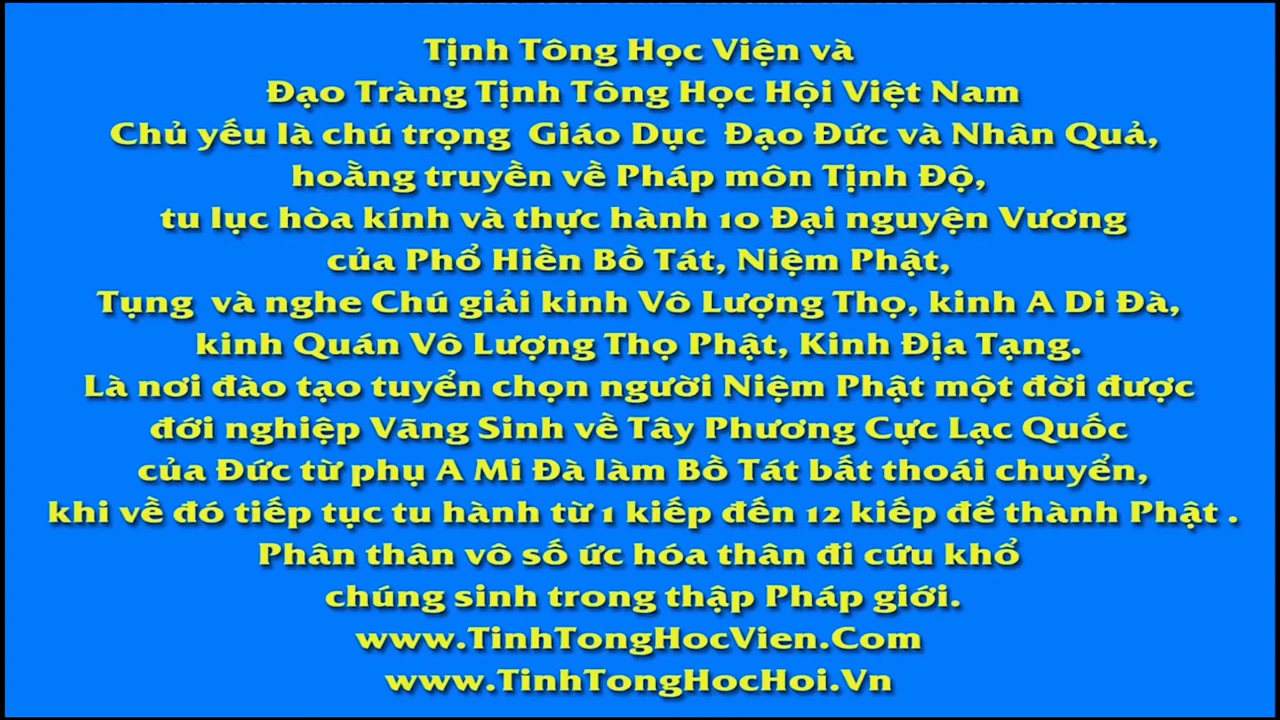 Tịnh Tông Học Viện và
Đạo Tràng Tịnh Tông Học Hội Việt Nam
Chủ yếu là chú trọng Giáo Dục Đạo Đức và Nhân Quả,
hoằng truyền về Pháp môn Tịnh Độ,
tu lục hòa kính và thực hành 10 Đại nguyện Vương
của Phổ Hiền Bồ Tát, Niệm Phật,
Tụng và nghe Chú giải kinh Vô Lượng Thọ, kinh A Di Đà,
kinh Quán Vô Lượng Thọ Phật, Kinh Địa Tạng.
Là nơi đào tạo tuyển chọn người Niệm Phật một đời được
đới nghiệp Vãng Sinh về Tây Phương Cực Lạc Quốc
của Đức từ phụ A Mi Đà làm Bồ Tát bất thoái chuyển,
khi về đó tiếp tục tu hành từ 1 kiếp đến 12 kiếp để thành Phật .
Phân thân vô số ức hóa thân đi cứu khổ
chúng sinh trong thập Pháp giới.
www.TinhTongHocVien.Com
www.TinhTongHocHoi.Vn